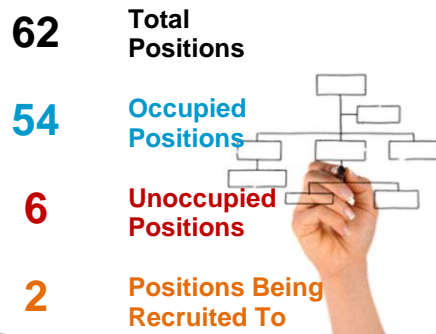 62 Total
Positions
54 Occupied
Positions
6 Unoccupied
Positions
2 Positions Being
Recruited To